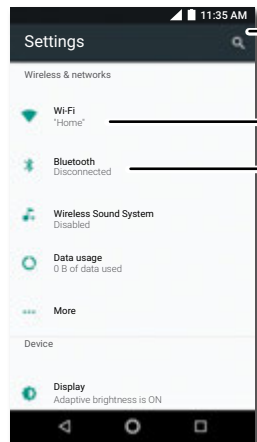 11:35 AM
Settings
Wireless & networks
Wi-Fi
"Home"
Bluetooth
Disconnected
Wireless Sound System
Disabled
Data usage
0 B of data used
More
Device
Display
Adaptive brightness is ON